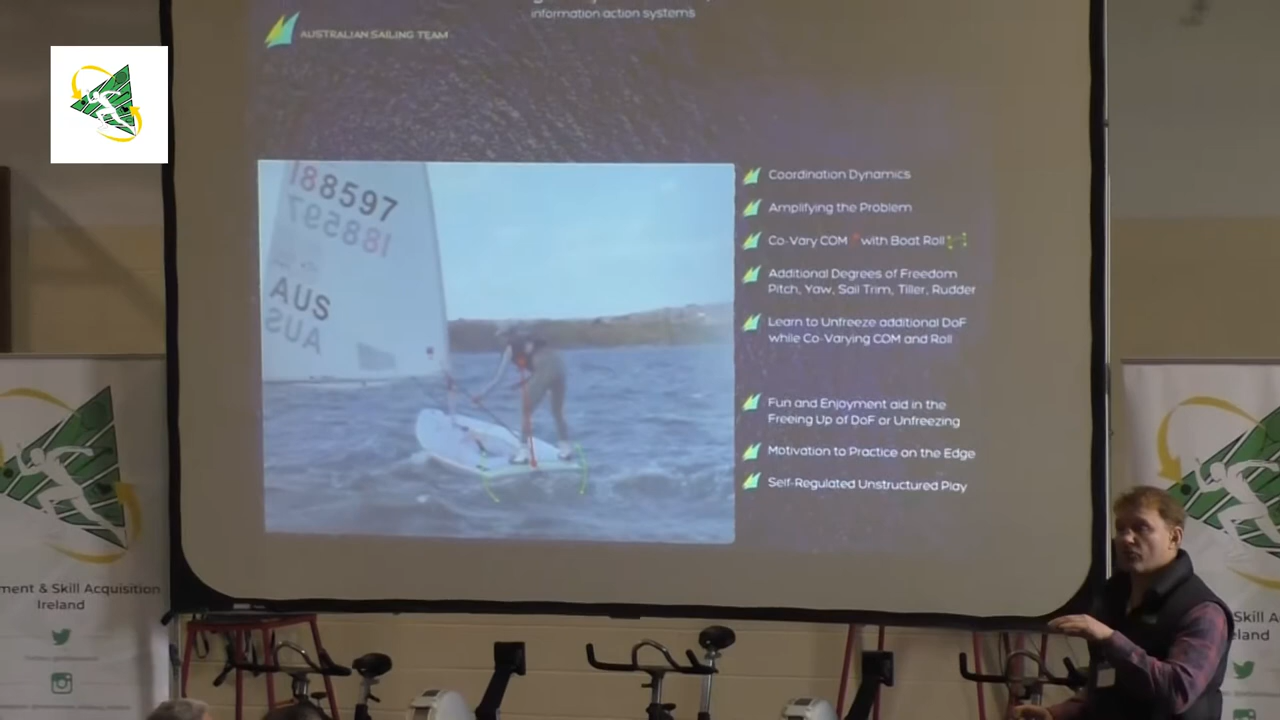 information action systems
AUSTRALIAN SAILING TEAM
188597
188597
AUS
AUS
Coordination Dynamics
Amplifying the Problem
Co-Vary COM with Boat Roll
Additional Degrees of Freedom
Pitch, Yaw, Sail Trim, Tiller, Rudder
Learn to Unfreeze additional DoF
while Co-Varying COM and Roll
Fun and Enjoyment aid in the
Freeing Up of DoF or Unfreezing
Motivation to Practice on the Edge
Self-Regulated Unstructured Play
ment & Skill Acquisition
Ireland
Skill A
eland